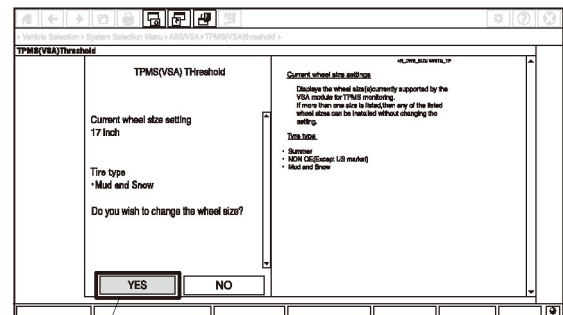 Vehicle Selection > System Selection Menu > ABS/VSA > TPMS(VSA)threshold >
TPMS(VSA)Threshold
TPMS(VSA) THreshold
Current wheel size setting
17 Inch
Tire type
•Mud and Snow
Do you wish to change the wheel size?
YES
NO
Current wheel size settings
Displays the wheel size(s)currently supported by the
VSA module for TPMS monitoring.
If more than one size is listed,then any of the listed
wheel sizes can be installed without changing the
setting.
Tyre type
• Summer
• NON OE(Except US market)
• Mud and Snow